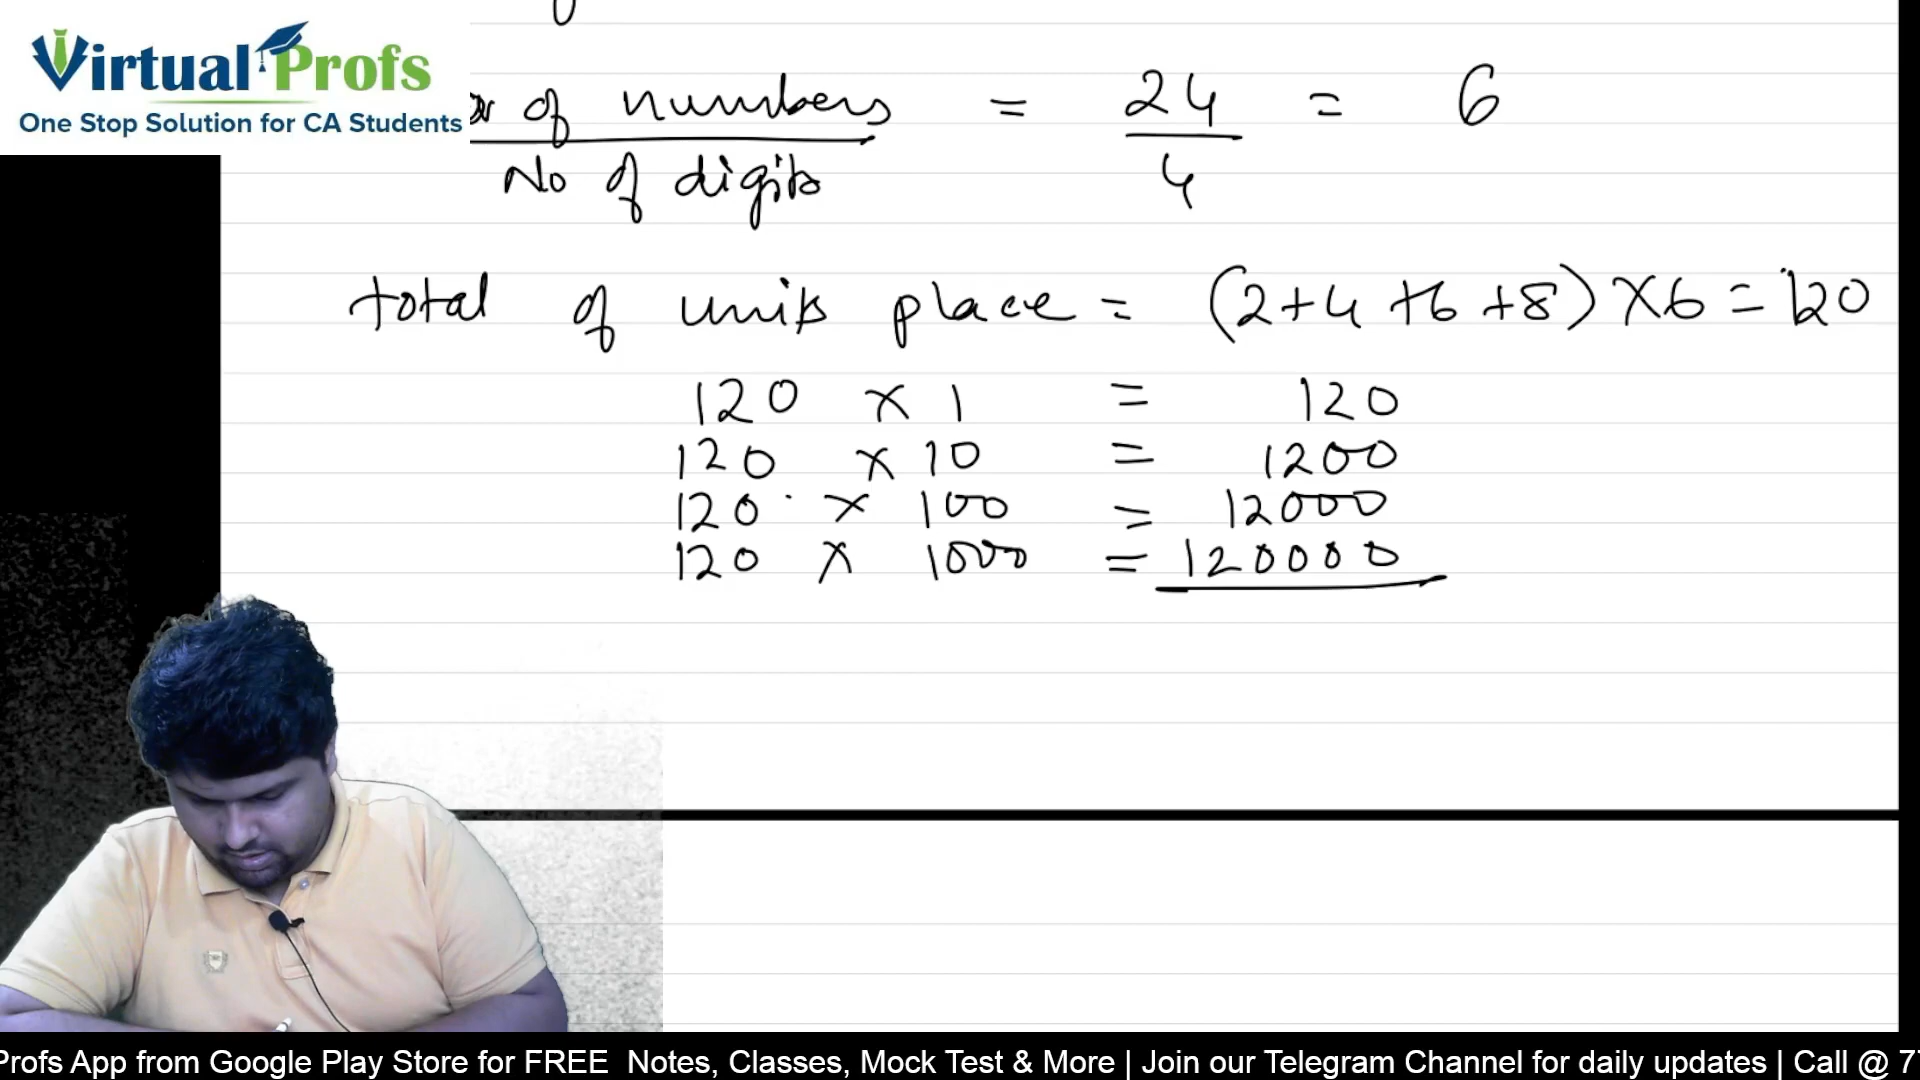 Virtual Profs
One Stop Solution for CA Students
of numbers = 24 = 6
No of digits 4
total of units place = (2+4+6+8) X6 = 120
120 x 1 = 120
120 x 10 = 1200
120 x 100 = 12000
120 x 1000 = 120000
Profs App from Google Play Store for FREE Notes, Classes, Mock Test & More | Join our Telegram Channel for daily updates | Call @ 7